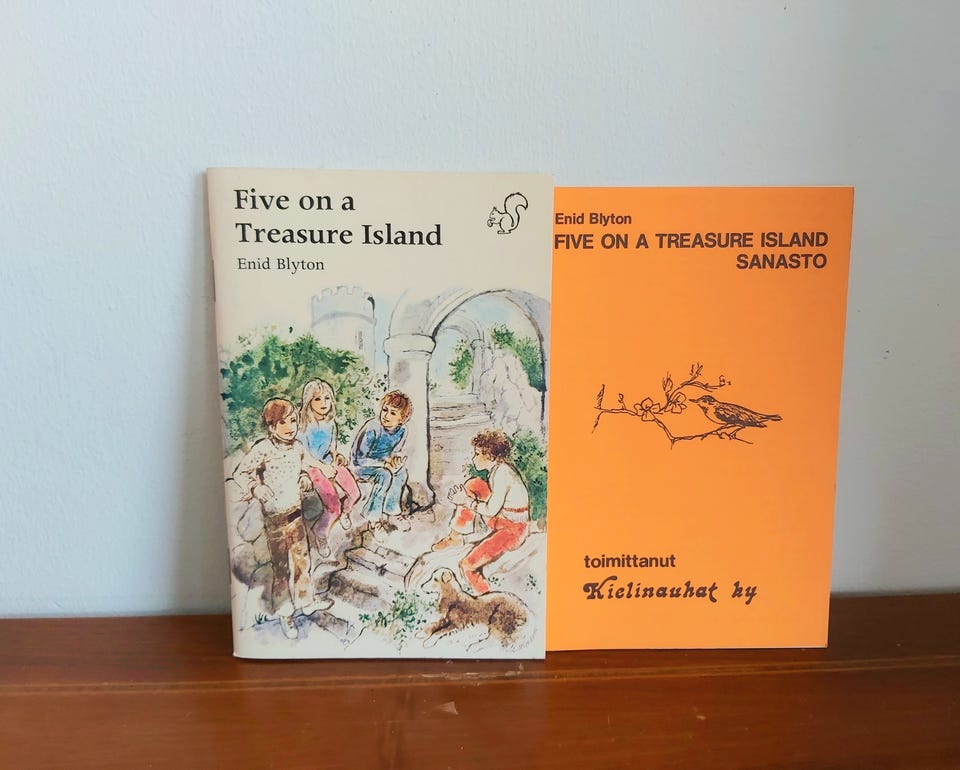 Five on a
Treasure Island
Enid Blyton
Enid Blyton
FIVE ON A TREASURE ISLAND
SANASTO
toimittanut
Kielinauhat ky